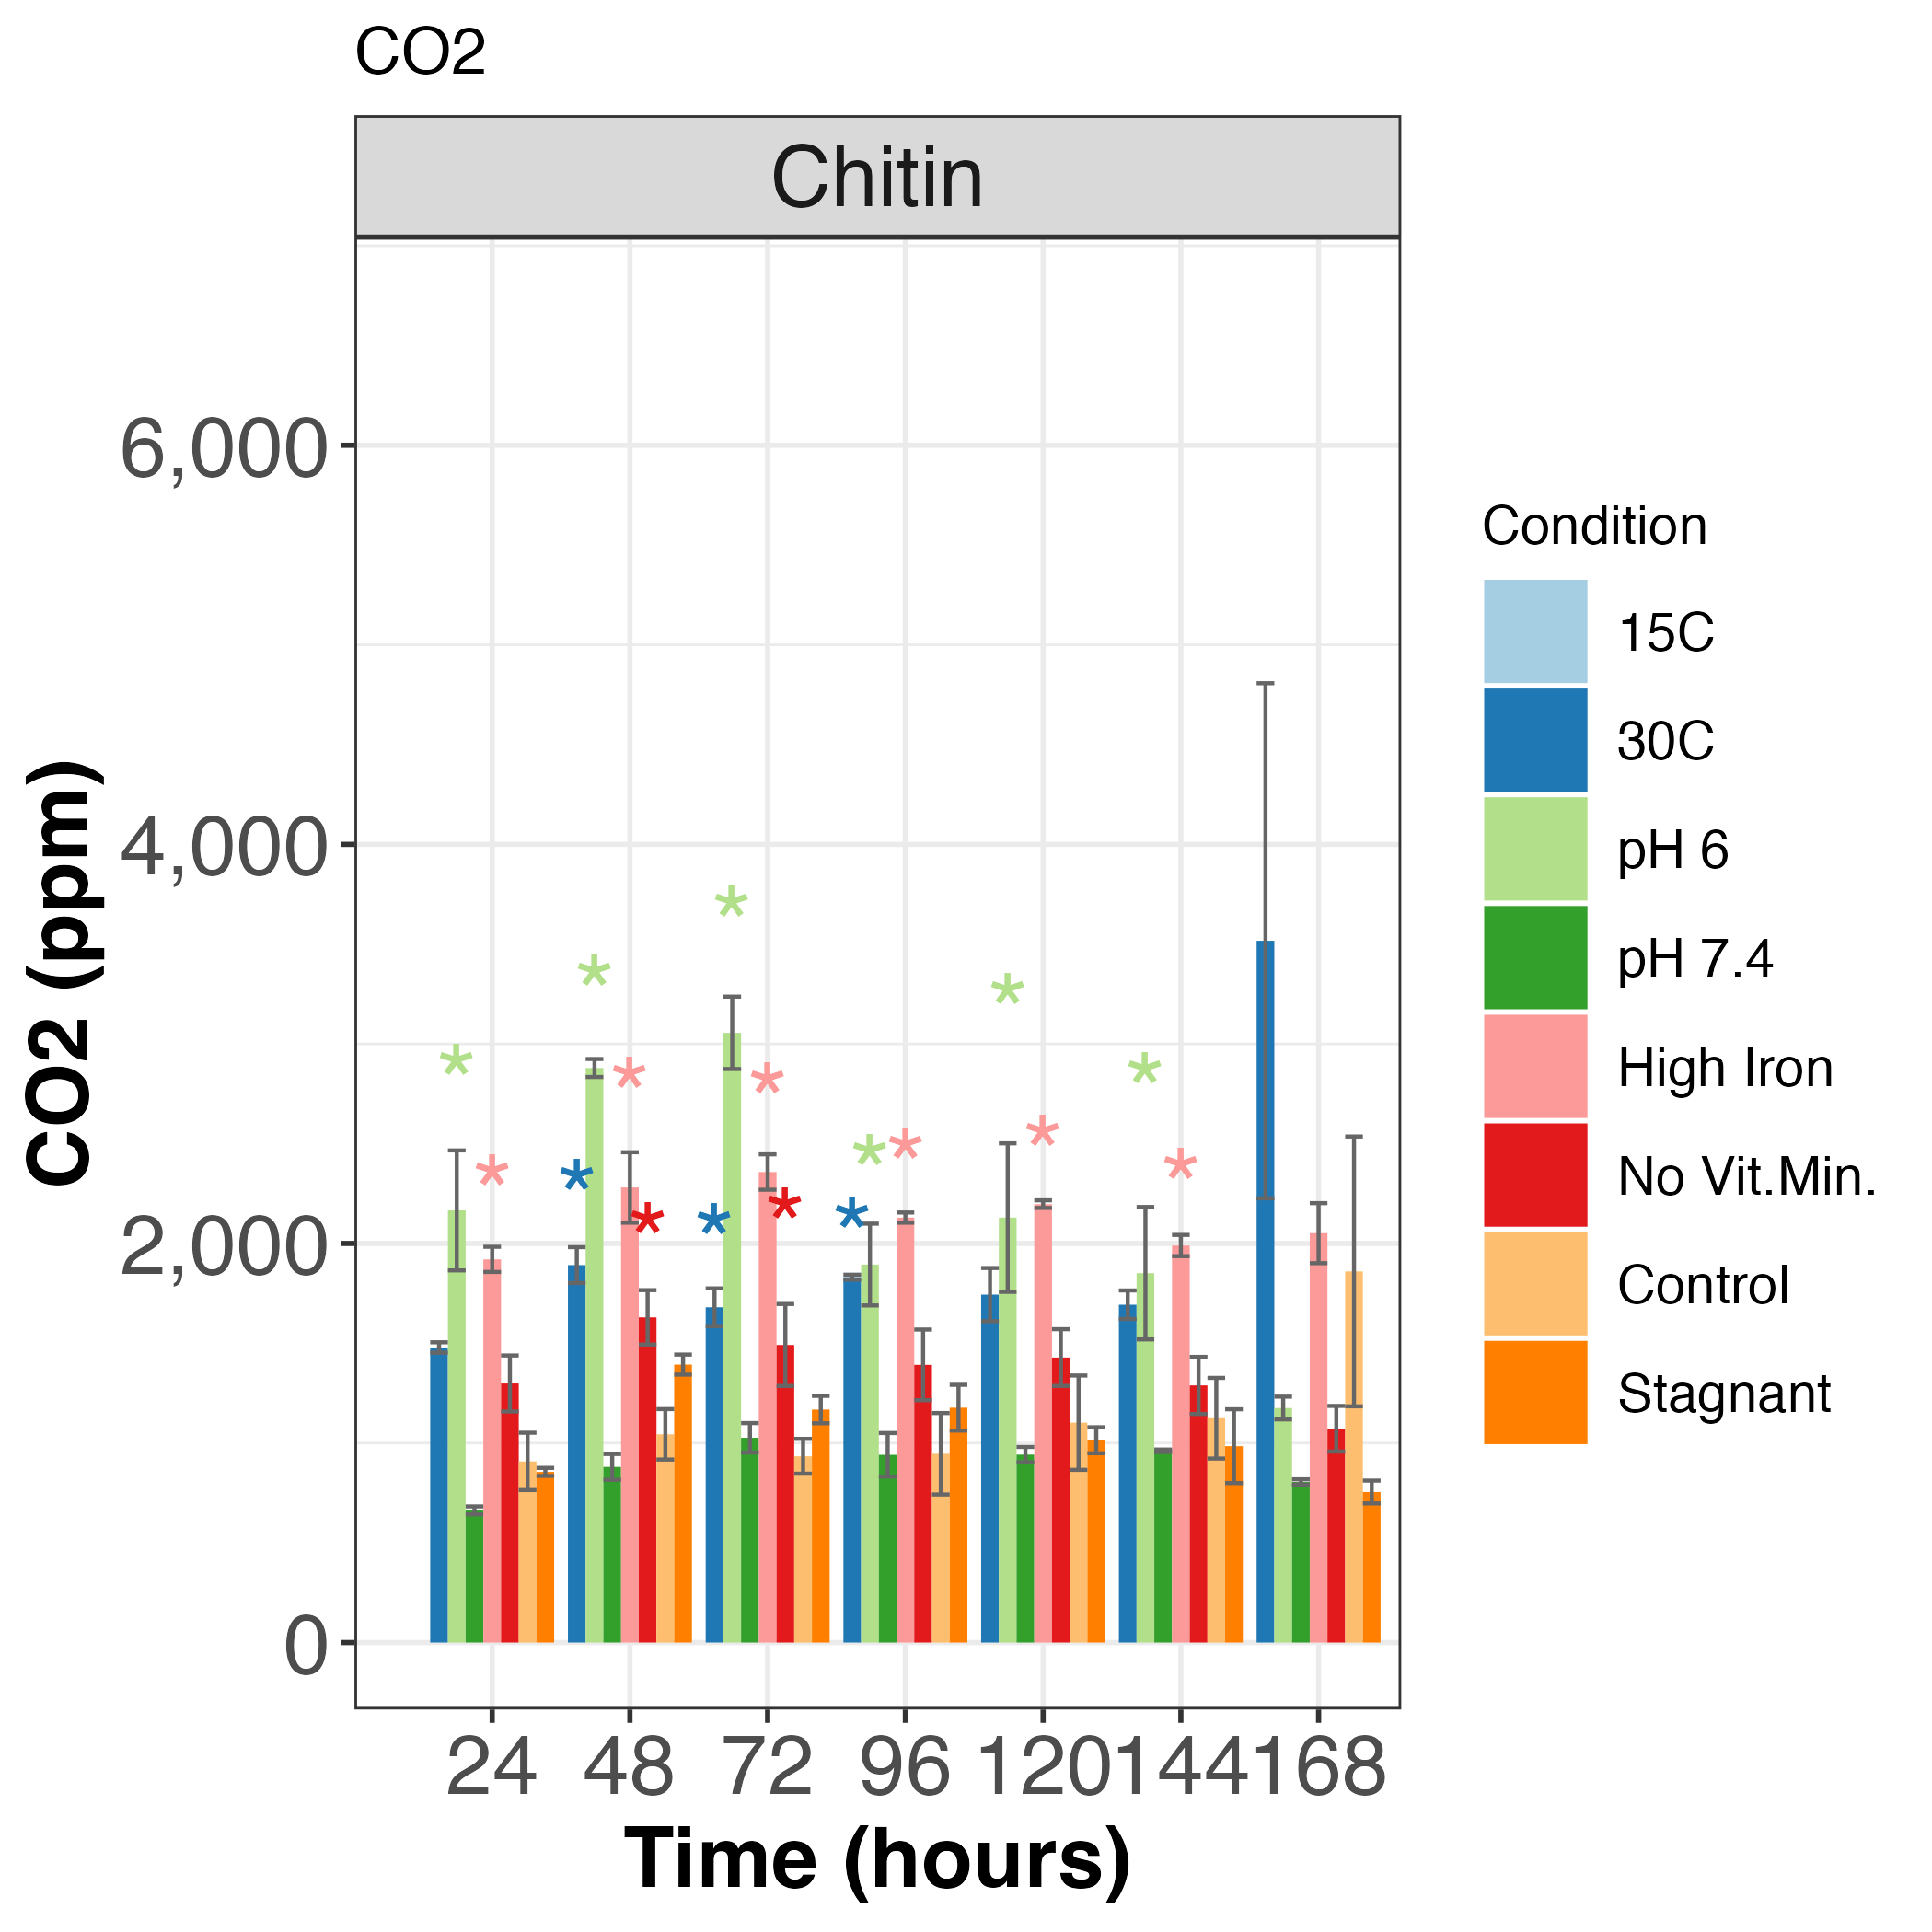 CO2
Chitin
6,000
4,000
2,000
0
CO2 (ppm)
24 48 72 96 120 144 168
Time (hours)
Condition
15C
30C
pH 6
pH 7.4
High Iron
No Vit.Min.
Control
Stagnant
* * * * * * * * * * * * * * * * *